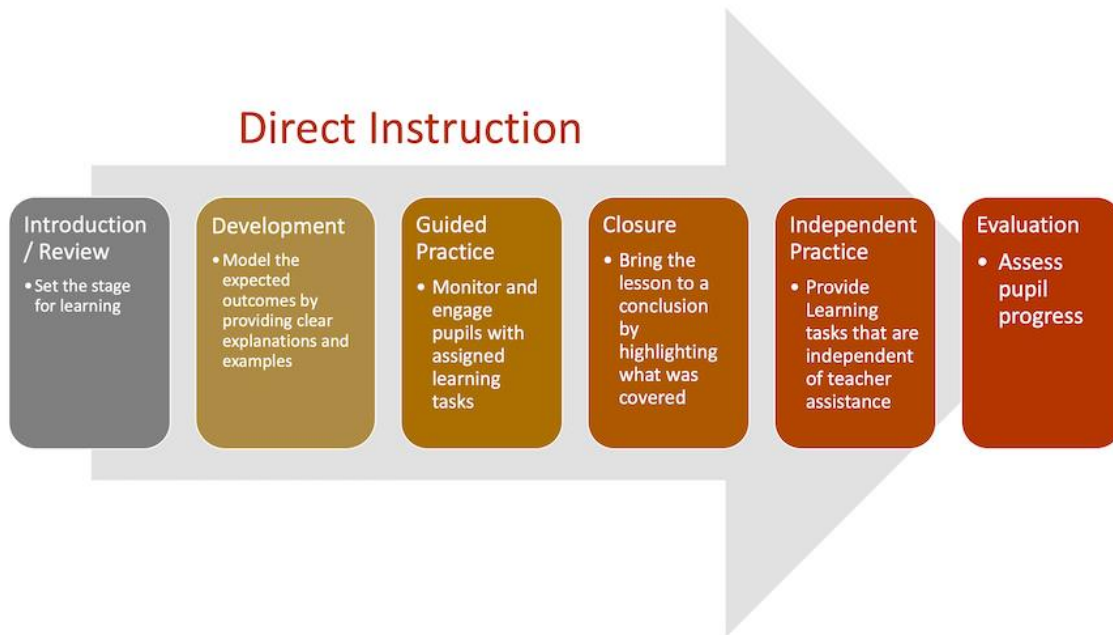 Direct Instruction
Introduction
/ Review
•Set the stage
for learning
Development
•Model the
expected
outcomes by
providing clear
explanations and
examples
Guided
Practice
• Monitor and
engage
pupils with
assigned
learning
tasks
Closure
• Bring the
lesson to a
conclusion
by
highlighting
what was
covered
Independent
Practice
• Provide
Learning
tasks that are
independent
of teacher
assistance
Evaluation
• Assess
pupil
progress